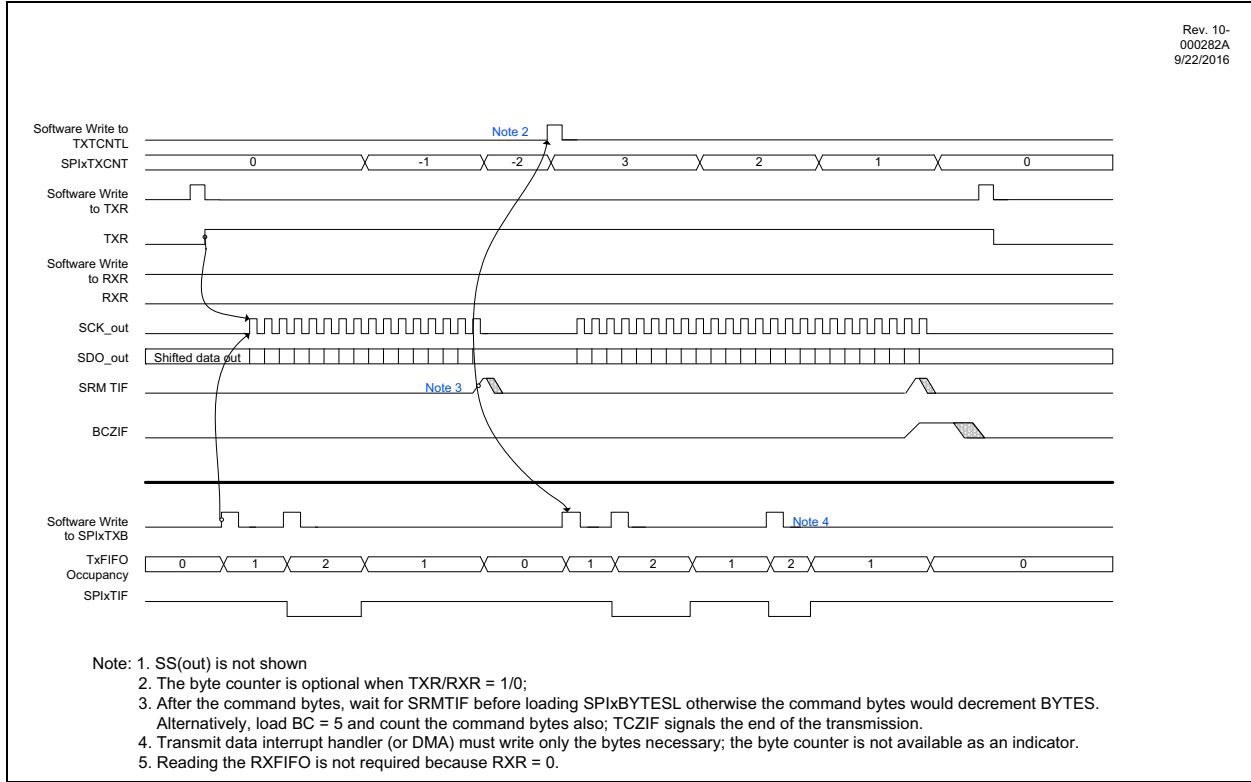 Rev. 10-
000282A
9/22/2016
Software Write to
TXTCNTL
Note 2
SPIxTXCNT
0 -1 -2 3 2 1 0
Software Write
to TXR
TXR
Software Write
to RXR
RXR
SCK_out
SDO_out Shifted data out
SRM TIF
Note 3
BCZIF
Software Write
to SPIxTXB
Note 4
TxFIFO
Occupancy
0 1 2 1 0 1 2 1 2 1 0
SPIxTIF
Note: 1. SS(out) is not shown
2. The byte counter is optional when TXR/RXR = 1/0;
3. After the command bytes, wait for SRMTIF before loading SPIxBYTESL otherwise the command bytes would decrement BYTES.
Alternatively, load BC = 5 and count the command bytes also; TCZIF signals the end of the transmission.
4. Transmit data interrupt handler (or DMA) must write only the bytes necessary; the byte counter is not available as an indicator.
5. Reading the RXFIFO is not required because RXR = 0.